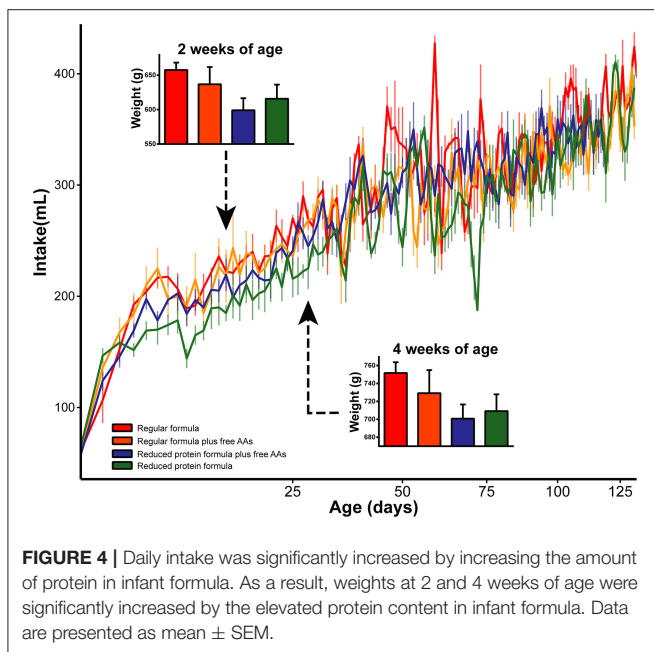 2 weeks of age
Weight (g)
650
600
550
400
300
200
100
Intake(mL)
4 weeks of age
Weight (g)
760
740
720
700
680
Regular formula
Regular formula plus free AAs
Reduced protein formula plus free AAs
Reduced protein formula
25
50
75
100
125
Age (days)
FIGURE 4 | Daily intake was significantly increased by increasing the amount
of protein in infant formula. As a result, weights at 2 and 4 weeks of age were
significantly increased by the elevated protein content in infant formula. Data
are presented as mean ± SEM.